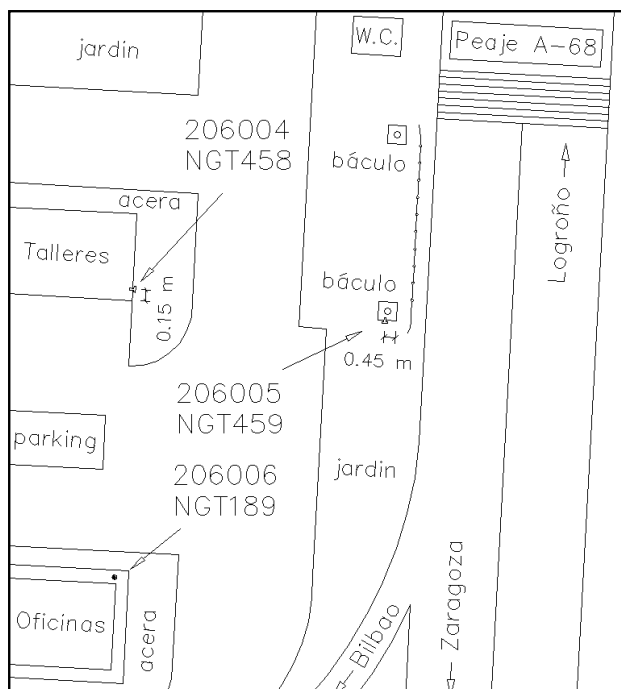 jardín
W.C.
Peaje A-68
206004
NGT458
báculo
acera
Logroño
Talleres
báculo
0.15 m
0.45 m
206005
NGT459
parking
206006
NGT189
jardin
Oficinas
acera
Bilbao
Zaragoza